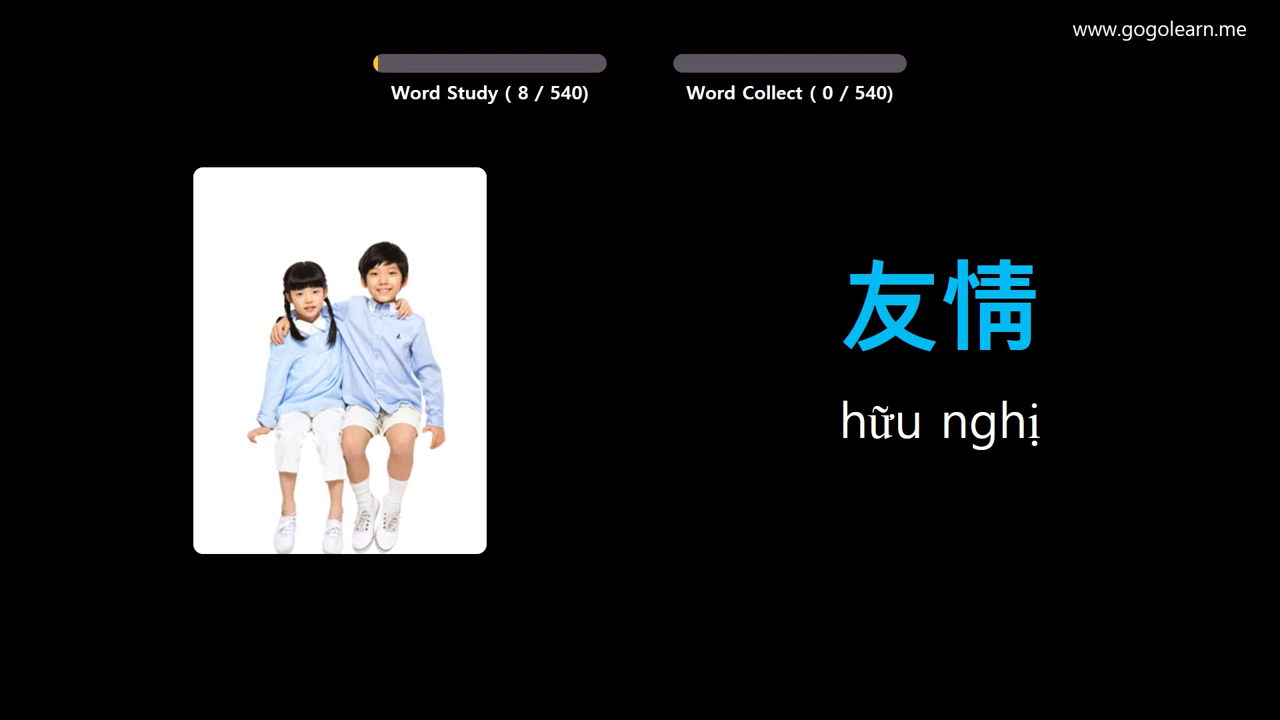 www.gogolearn.me
Word Study ( 8 / 540)
Word Collect ( 0 / 540)
友情
hữu nghị